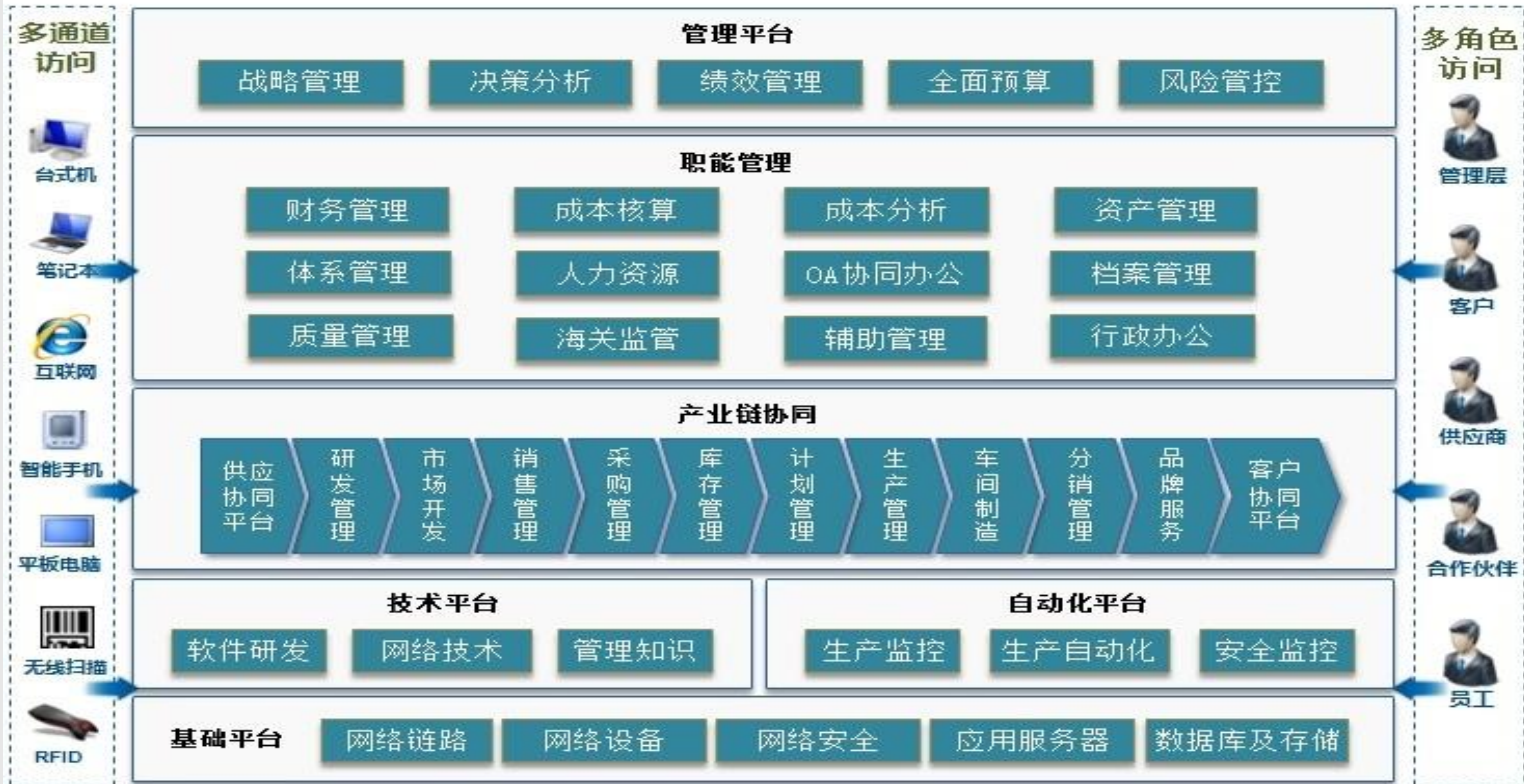 多通道
访问
台式机
笔记本
互联网
智能手机
平板电脑
无线扫描
RFID
管理平台
战略管理 决策分析 绩效管理 全面预算 风险管控
职能管理
财务管理 成本核算 成本分析 资产管理
体系管理 人力资源 OA协同办公 档案管理
质量管理 海关监管 辅助管理 行政办公
产业链协同
供应
协同
平台
研发管理
市场开发
销售管理
采购管理
库存管理
计划管理
生产管理
车间制造
分销管理
品牌服务
客户
协同
平台
技术平台
软件研发 网络技术 管理知识
自动化平台
生产监控 生产自动化 安全监控
基础平台 网络链路 网络设备 网络安全 应用服务器 数据库及存储
多角色
访问
管理层
客户
供应商
合作伙伴
员工